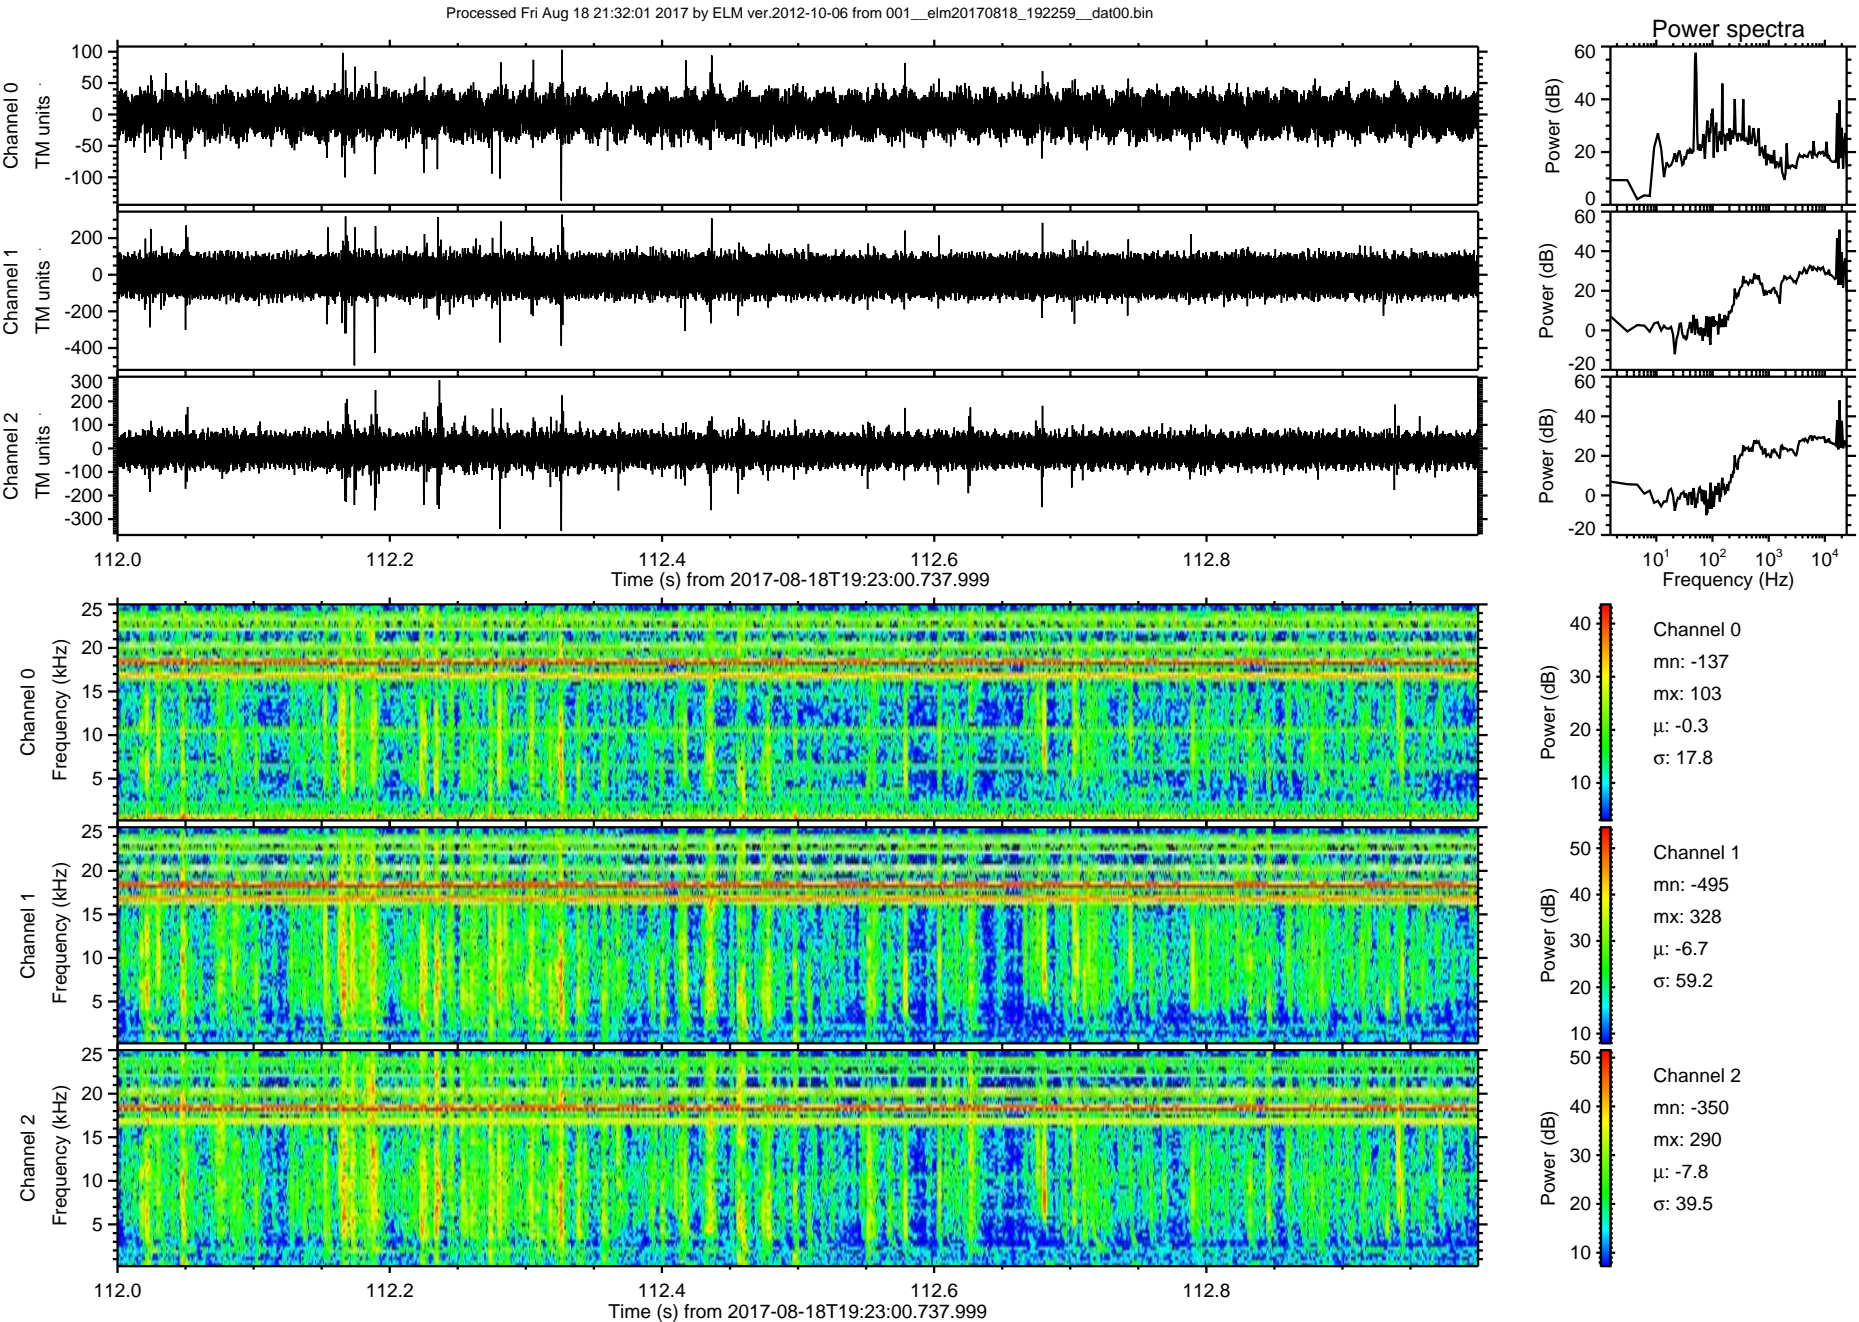 Processed Fri Aug 18 21:32:01 2017 by ELM ver.2012-10-06 from 001__elm20170818_192259__dat00.bin
Power spectra
Channel 0
TM units
100
50
0
-50
-100
Power (dB)
60
40
20
0
Channel 1
TM units
200
0
-200
-400
Power (dB)
60
40
20
0
-20
Channel 2
TM units
300
200
100
0
-100
-200
-300
Power (dB)
60
40
20
0
-20
112.0 112.2 112.4 112.6 112.8
Time (s) from 2017-08-18T19:23:00.737.999
10¹ 10² 10³ 10⁴
Frequency (Hz)
Channel 0
Frequency (kHz)
25
20
15
10
5
Power (dB)
40
30
20
10
Channel 0
mn: -137
mx: 103
µ: -0.3
σ: 17.8
Channel 1
Frequency (kHz)
25
20
15
10
5
Power (dB)
50
40
30
20
10
Channel 1
mn: -495
mx: 328
µ: -6.7
σ: 59.2
Channel 2
Frequency (kHz)
25
20
15
10
5
Power (dB)
50
40
30
20
10
Channel 2
mn: -350
mx: 290
µ: -7.8
σ: 39.5
112.0 112.2 112.4 112.6 112.8
Time (s) from 2017-08-18T19:23:00.737.999